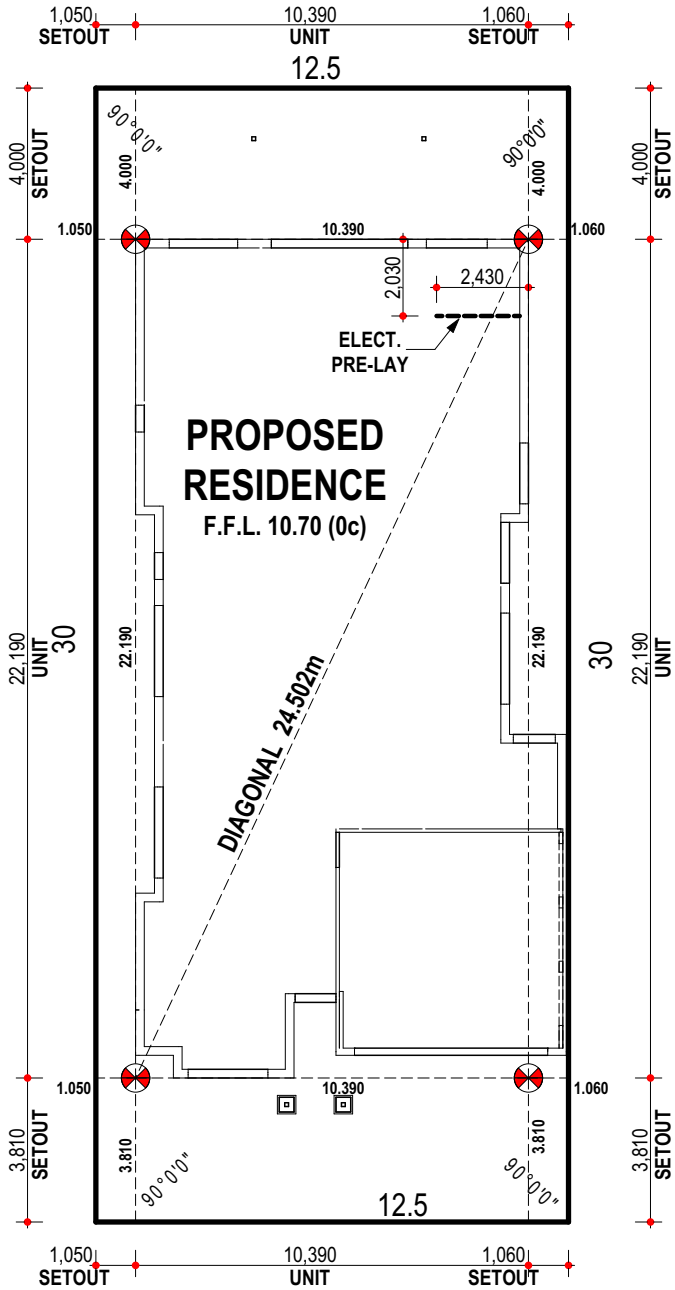 1,050 10,390 1,060
SETOUT UNIT SETOUT
12.5
90°0'0" 90°0'0"
4,000 SETOUT 4.000 4.000 4,000 SETOUT
1.050 10.390 1.060
2,030 2,430
ELECT.
PRE-LAY
PROPOSED
RESIDENCE
F.F.L. 10.70 (0c)
22,190 UNIT 30 22.190 22.190 30 22,190 UNIT
DIAGONAL 24.502m
1.050 10.390 1.060
3,810 SETOUT 3.810 3.810 3,810 SETOUT
90°0'0" 90°0'0"
12.5
1,050 10,390 1,060
SETOUT UNIT SETOUT